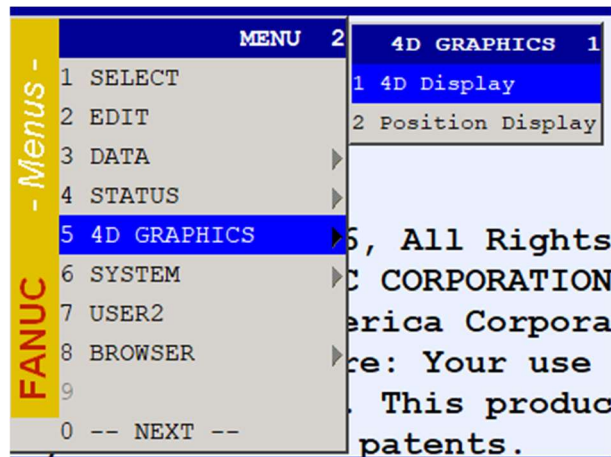 FANUC - Menus -
MENU 2
1 SELECT
2 EDIT
3 DATA
4 STATUS
5 4D GRAPHICS
6 SYSTEM
7 USER2
8 BROWSER
9
0 -- NEXT --
4D GRAPHICS 1
1 4D Display
2 Position Display
, All Rights
CORPORATION
erica Corpora
re: Your use
. This produc
patents.